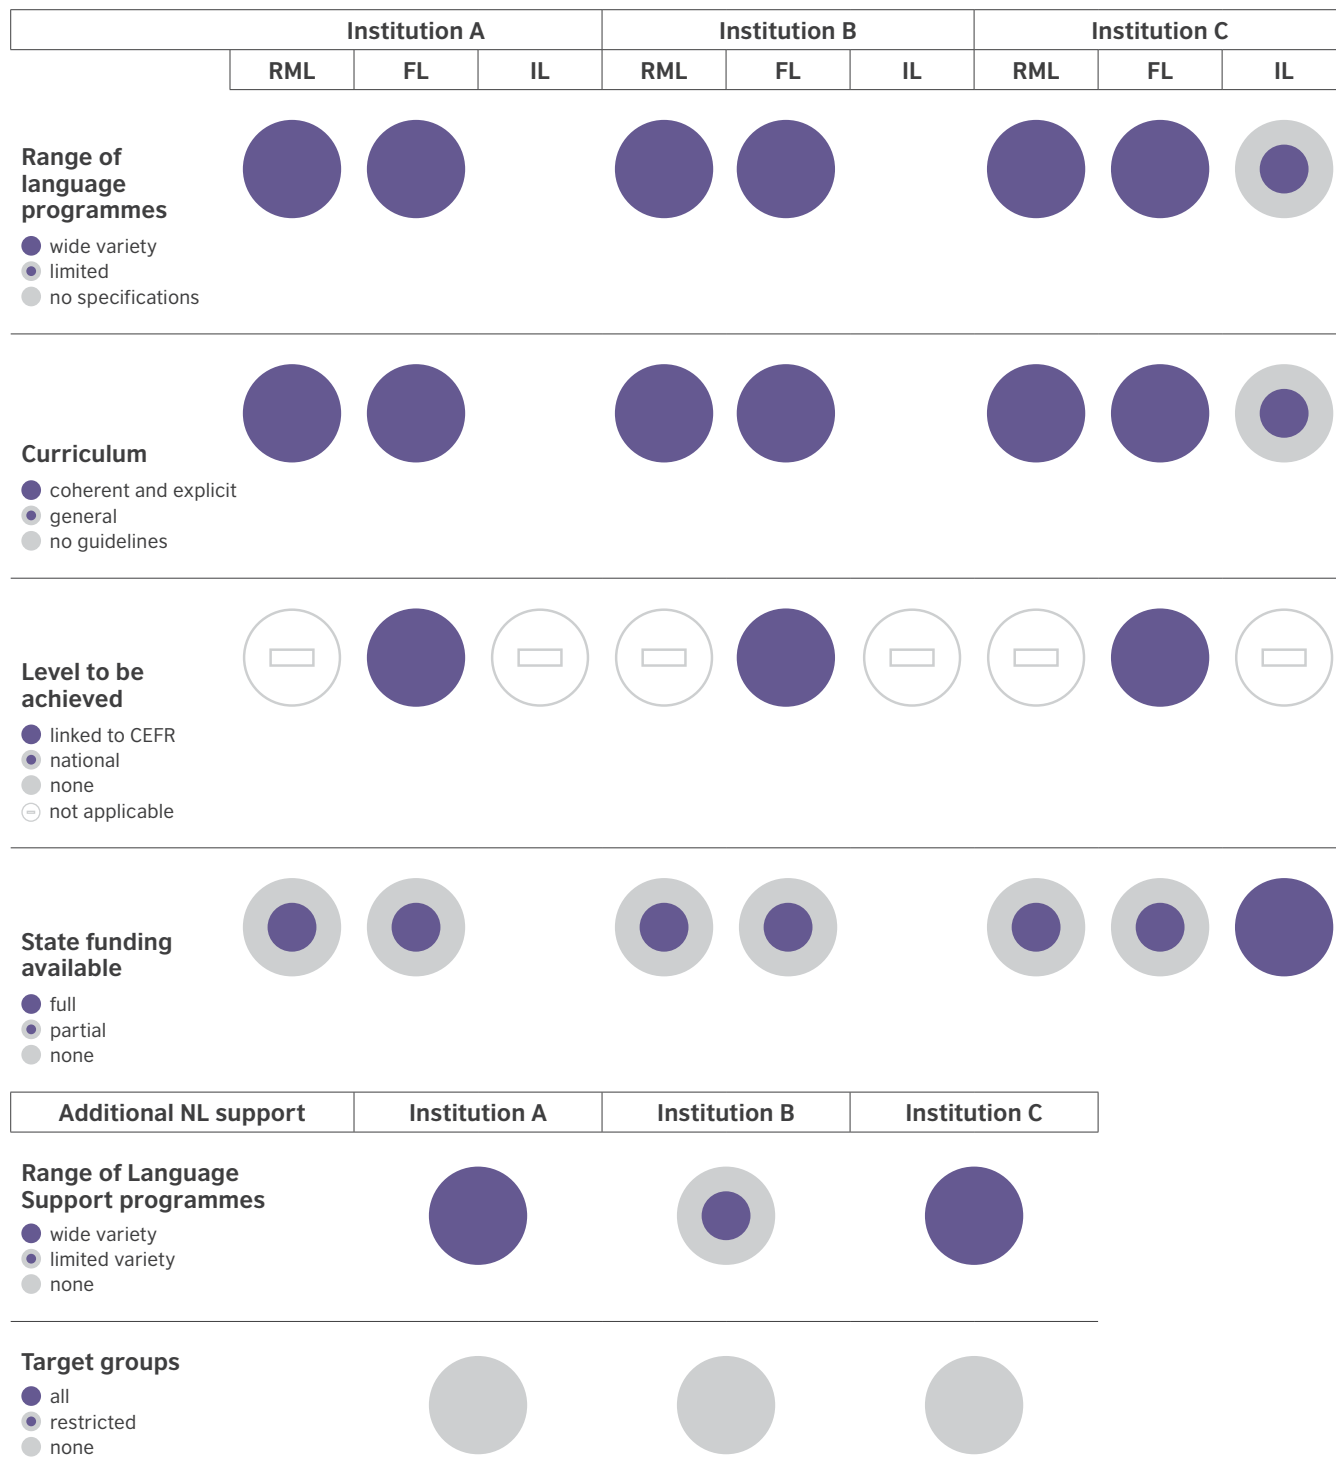 Institution A Institution B Institution C
RML FL IL RML FL IL RML FL IL
Range of
language
programmes
wide variety
limited
no specifications
Curriculum
coherent and explicit
general
no guidelines
Level to be
achieved
linked to CEFR
national
none
not applicable
State funding
available
full
partial
none
Additional NL support Institution A Institution B Institution C
Range of Language
Support programmes
wide variety
limited variety
none
Target groups
all
restricted
none